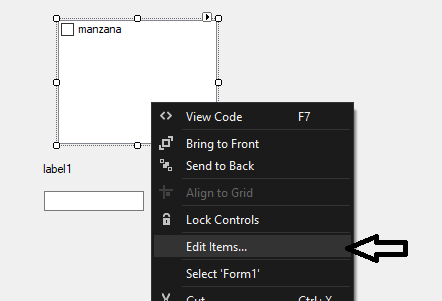 manzana
View Code F7
Bring to Front
Send to Back
Align to Grid
label1
Lock Controls
Edit Items...
Select 'Form1'
Cut Ctrl+X